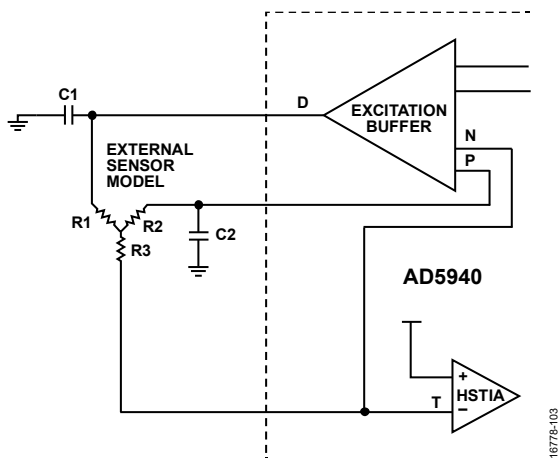 C1
D
EXCITATION
BUFFER
N
P
EXTERNAL
SENSOR
MODEL
R1
R2
R3
C2
AD5940
+
HSTIA
T
−
16778-103